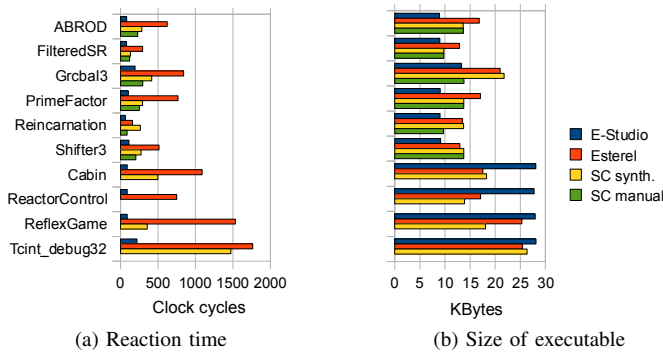 ABROD
FilteredSR
Grcbal3
PrimeFactor
Reincarnation
Shifter3
Cabin
ReactorControl
ReflexGame
Tcint_debug32
0 500 1000 1500 2000
Clock cycles
(a) Reaction time
0 5 10 15 20 25 30
KBytes
(b) Size of executable
E-Studio
Esterel
SC synth.
SC manual